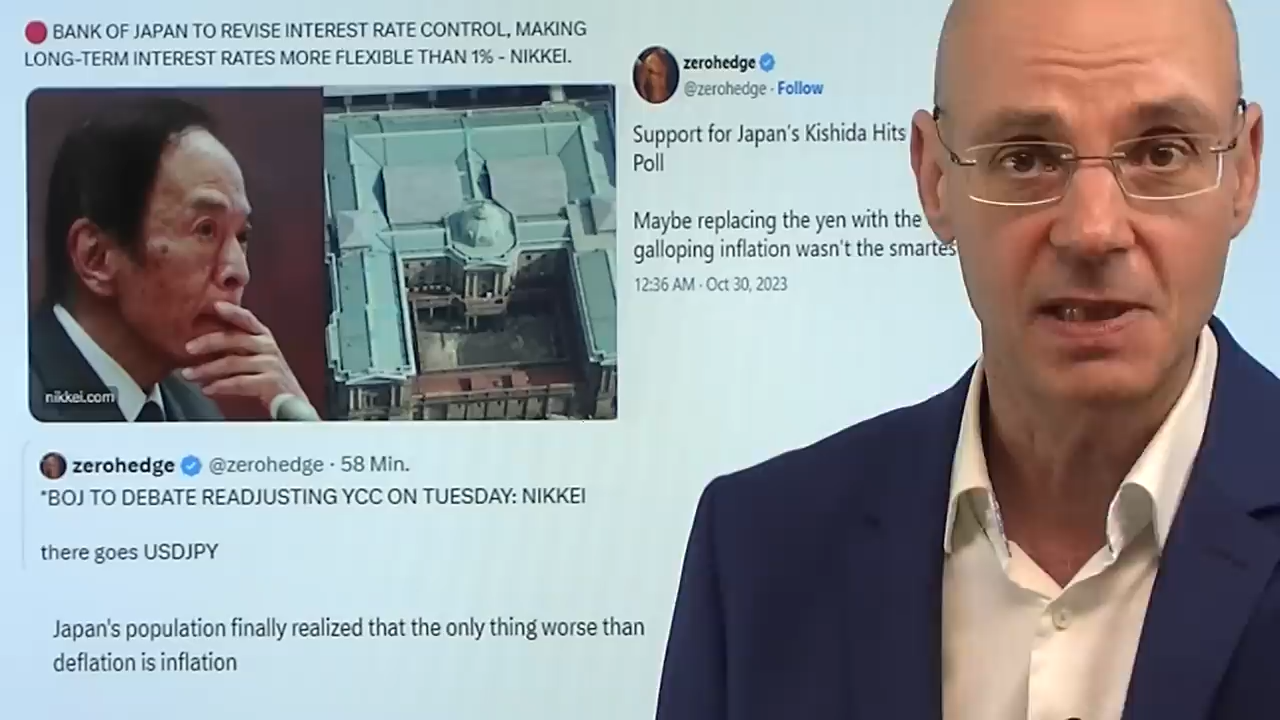 BANK OF JAPAN TO REVISE INTEREST RATE CONTROL, MAKING
LONG-TERM INTEREST RATES MORE FLEXIBLE THAN 1% - NIKKEI.
nikkei.com
zerohedge @zerohedge · 58 Min.
*BOJ TO DEBATE READJUSTING YCC ON TUESDAY: NIKKEI
there goes USDJPY
Japan's population finally realized that the only thing worse than
deflation is inflation
zerohedge
@zerohedge · Follow
Support for Japan's Kishida Hits
Poll
Maybe replacing the yen with the
galloping inflation wasn't the smartes
12:36 AM · Oct 30, 2023